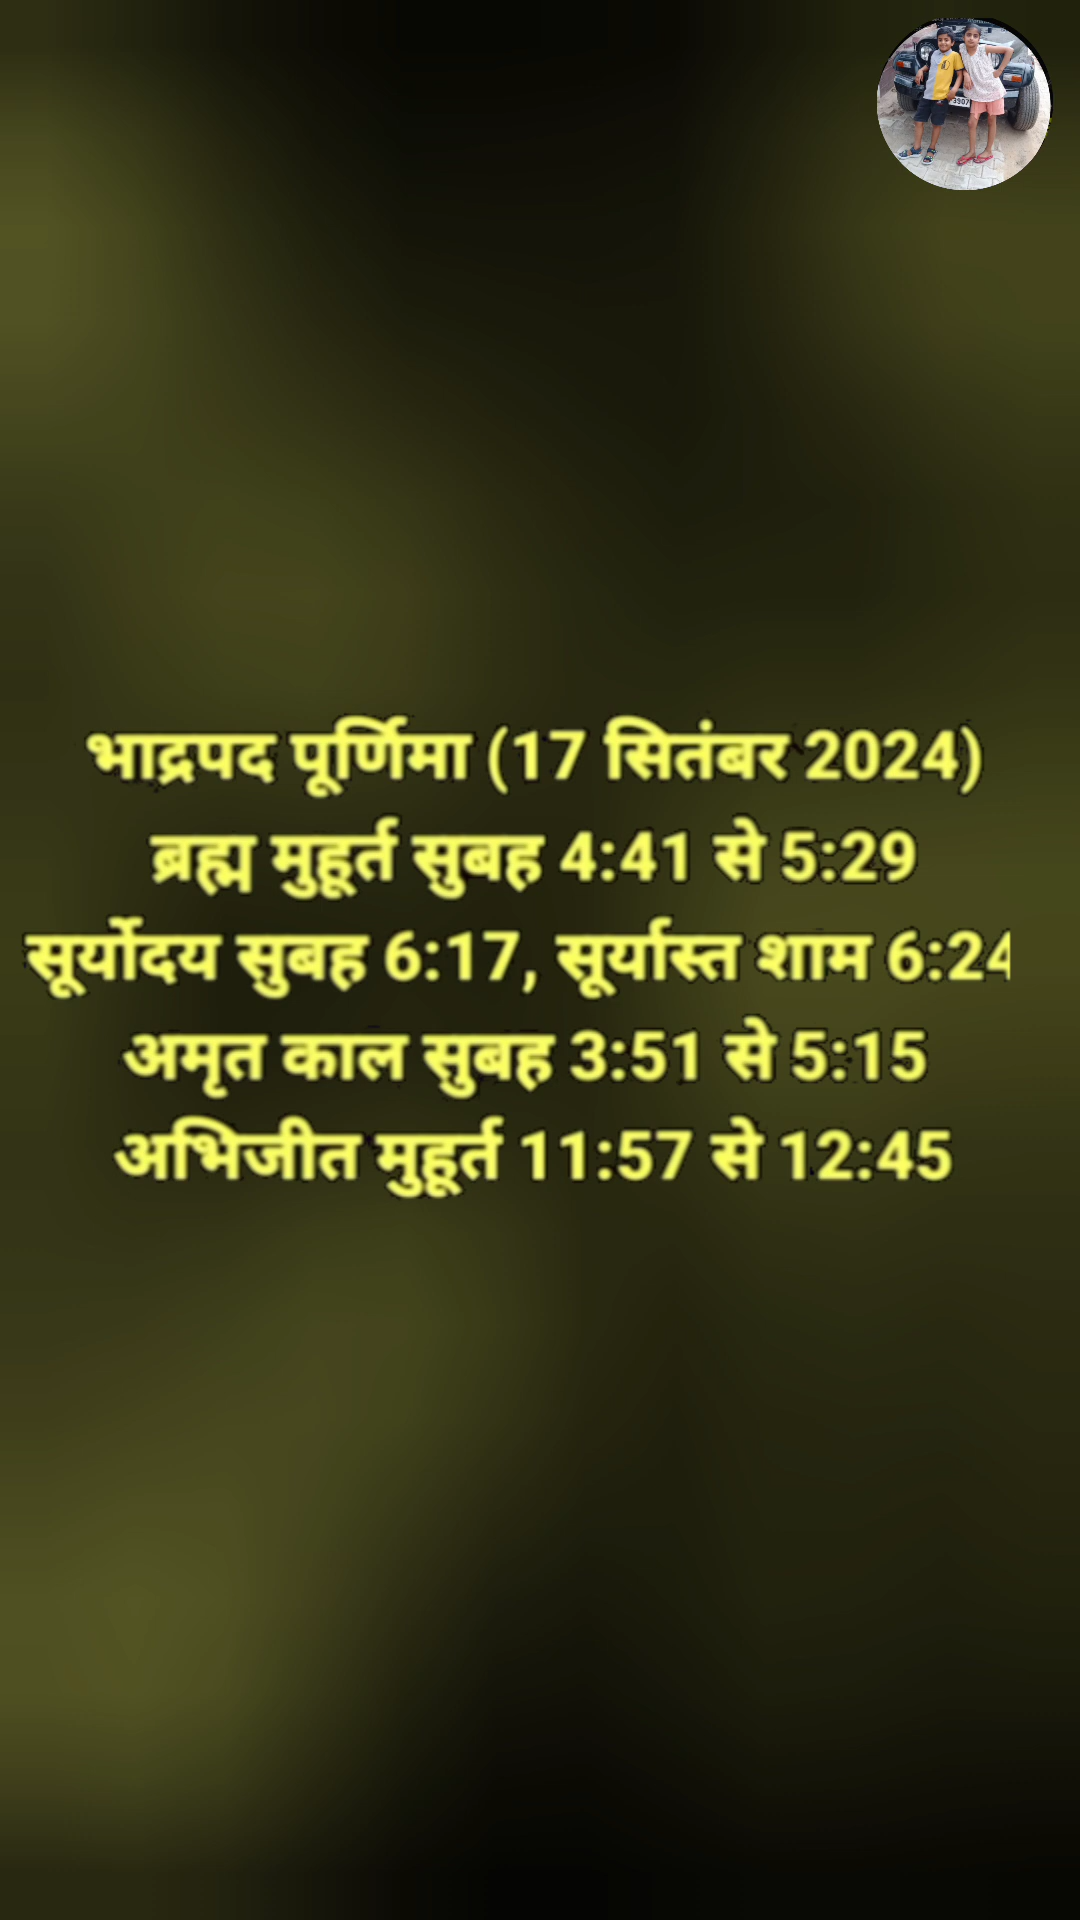 भाद्रपद पूर्णिमा (17 सितंबर 2024)
ब्रह्म मुहूर्त सुबह 4:41 से 5:29
सूर्योदय सुबह 6:17, सूर्यास्त शाम 6:24
अमृत काल सुबह 3:51 से 5:15
अभिजीत मुहूर्त 11:57 से 12:45